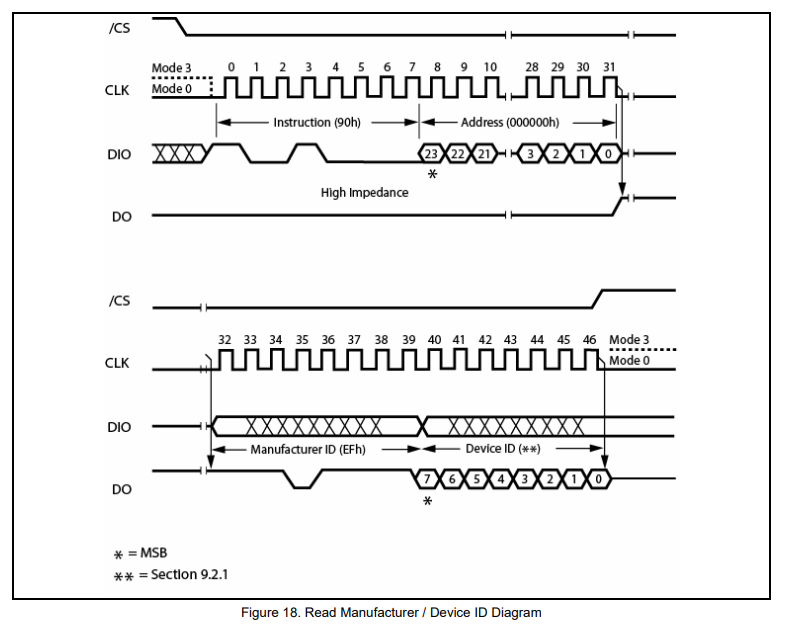 /CS
Mode 3 0 1 2 3 4 5 6 7 8 9 10 28 29 30 31
CLK Mode 0
Instruction (90h) Address (000000h)
DIO 23 22 21 3 2 1 0
*
High Impedance
DO
/CS
32 33 34 35 36 37 38 39 40 41 42 43 44 45 46 Mode 3
CLK Mode 0
DIO
Manufacturer ID (EFh) Device ID (**)
DO 7 6 5 4 3 2 1 0
*
* = MSB
** = Section 9.2.1
Figure 18. Read Manufacturer / Device ID Diagram